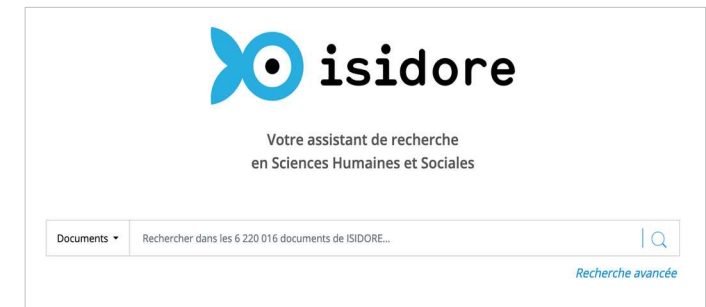 isidore
Votre assistant de recherche
en Sciences Humaines et Sociales
Documents Rechercher dans les 6 220 016 documents de ISIDORE...
Recherche avancée